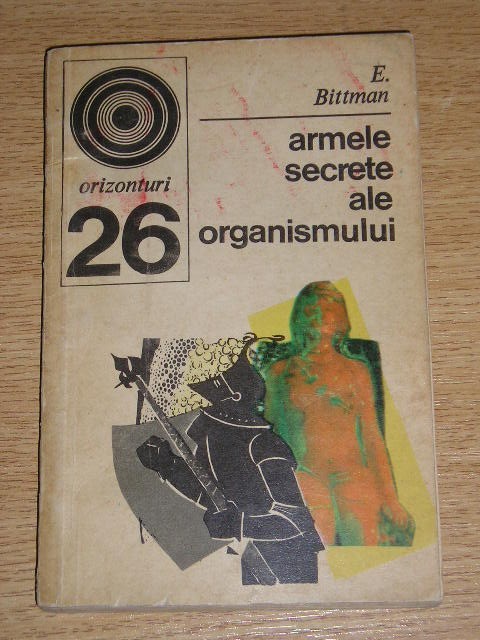 orizonturi
26
E.
Bittman
armele
secrete
ale
organismului